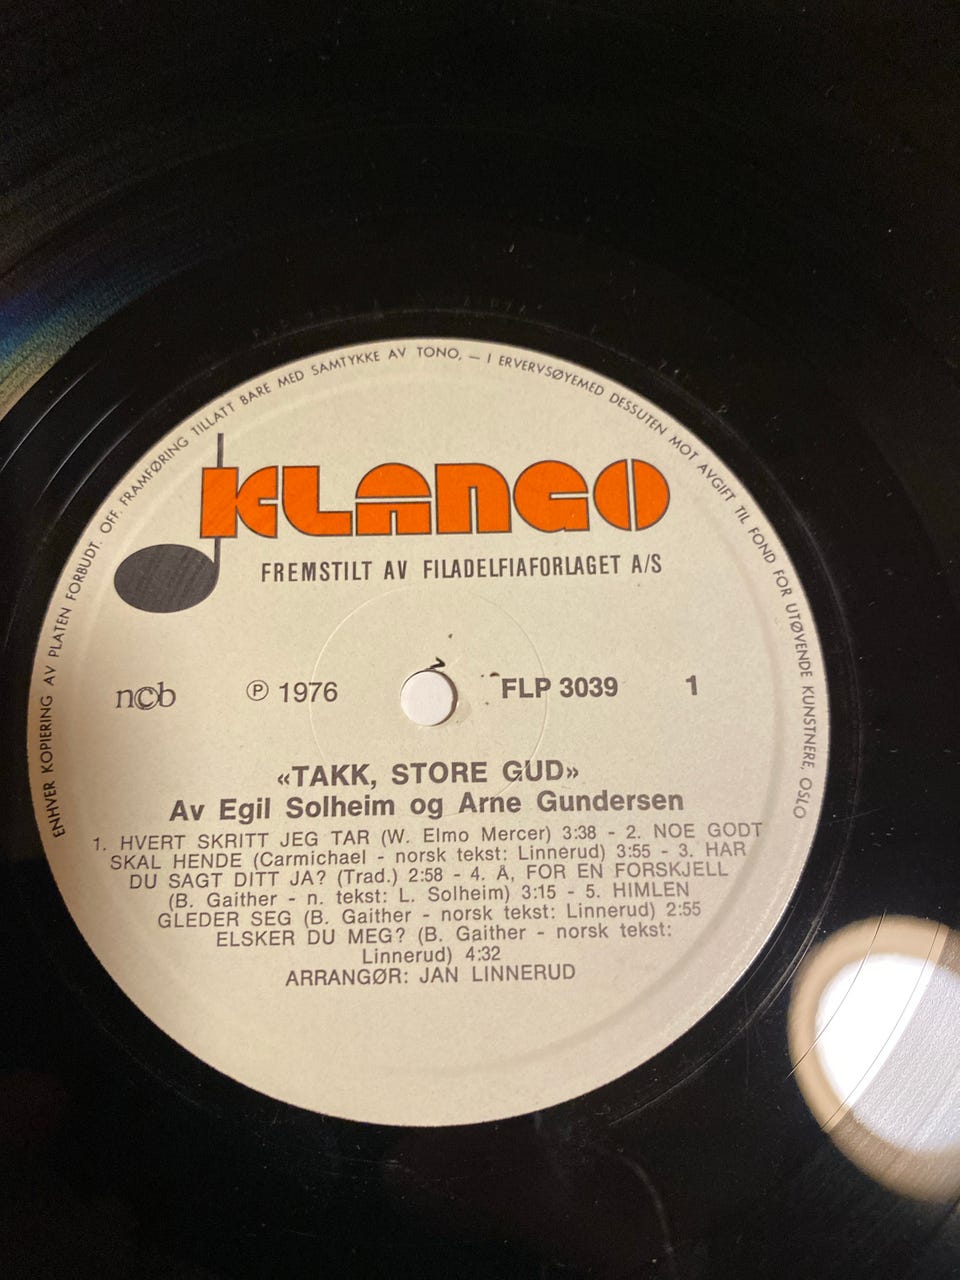 ENHVER KOPIERING AV PLATEN FORBUDT. OFF. FRAMFØRING TILLATT BARE MED SAMTYKKE AV TONO, — I ERVERVSØYEMED DESSUTEN MOT AVGIFT TIL FOND FOR UTØVENDE KUNSTNERE, OSLO
KLANGO
FREMSTILT AV FILADELFIAFORLAGET A/S
n©b ℗ 1976 FLP 3039 1
«TAKK, STORE GUD»
Av Egil Solheim og Arne Gundersen
1. HVERT SKRITT JEG TAR (W. Elmo Mercer) 3:38 - 2. NOE GODT
SKAL HENDE (Carmichael - norsk tekst: Linnerud) 3:55 - 3. HAR
DU SAGT DITT JA? (Trad.) 2:58 - 4. Å, FOR EN FORSKJELL
(B. Gaither - n. tekst: L. Solheim) 3:15 - 5. HIMLEN
GLEDER SEG (B. Gaither - norsk tekst: Linnerud) 2:55
ELSKER DU MEG? (B. Gaither - norsk tekst:
Linnerud) 4:32
ARRANGØR: JAN LINNERUD